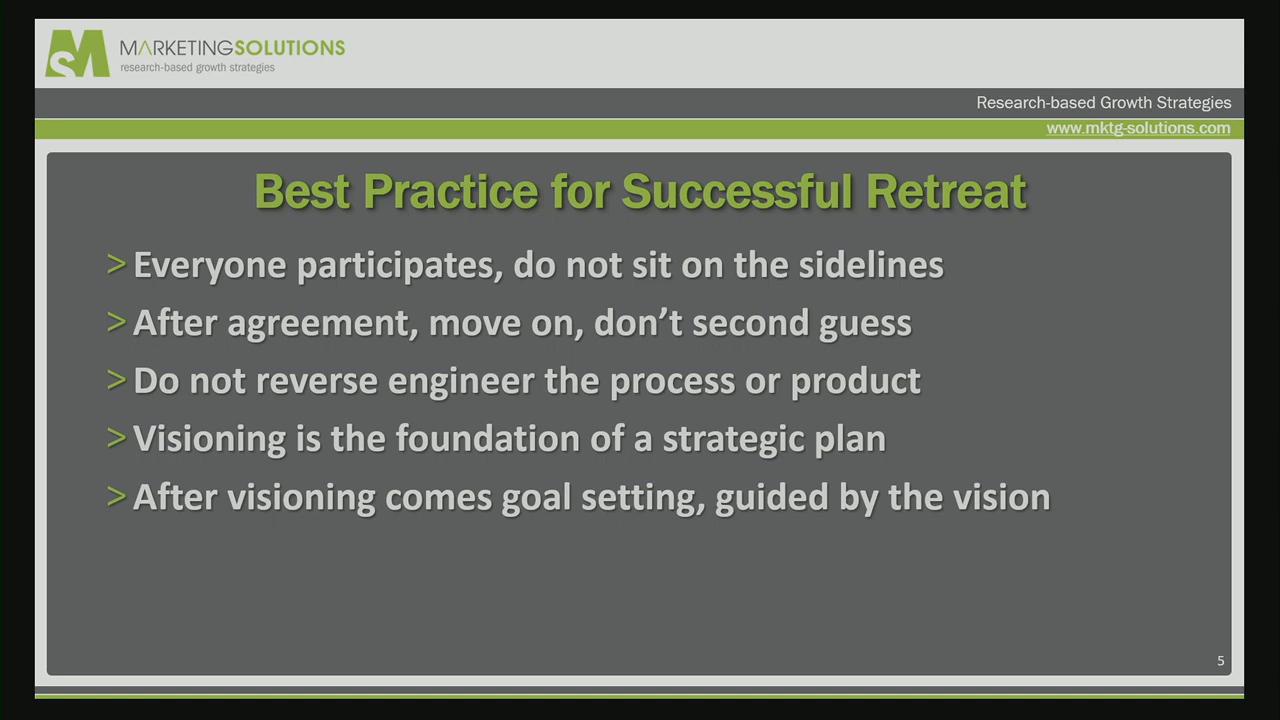 MARKETINGSOLUTIONS
research-based growth strategies
Research-based Growth Strategies
www.mktg-solutions.com
Best Practice for Successful Retreat
> Everyone participates, do not sit on the sidelines
> After agreement, move on, don’t second guess
> Do not reverse engineer the process or product
> Visioning is the foundation of a strategic plan
> After visioning comes goal setting, guided by the vision
5